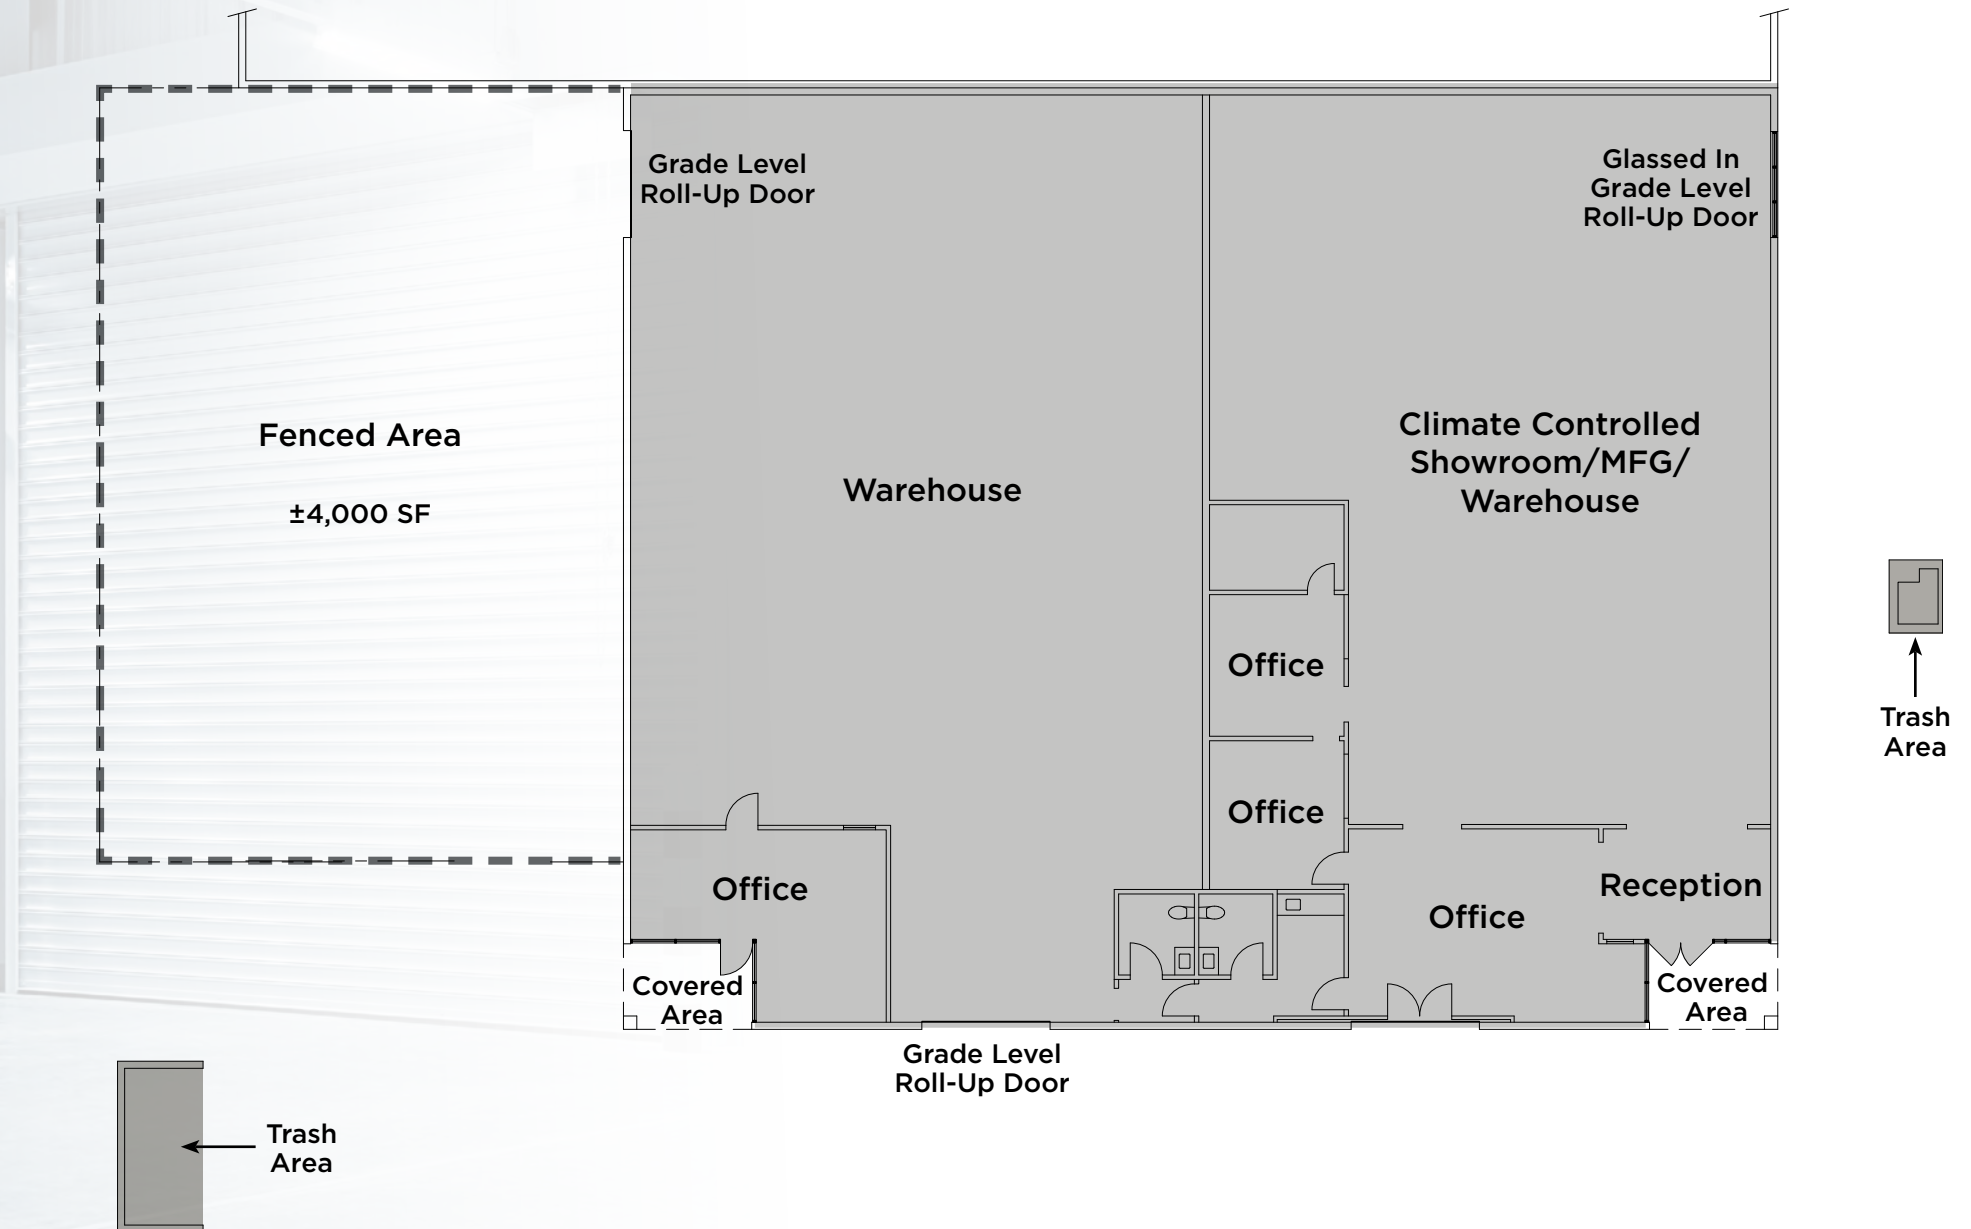 Grade Level
Roll-Up Door
Glassed In
Grade Level
Roll-Up Door
Fenced Area
±4,000 SF
Warehouse
Climate Controlled
Showroom/MFG/
Warehouse
Office
Trash
Area
Office
Office
Office
Reception
Covered
Area
Covered
Area
Grade Level
Roll-Up Door
Trash
Area